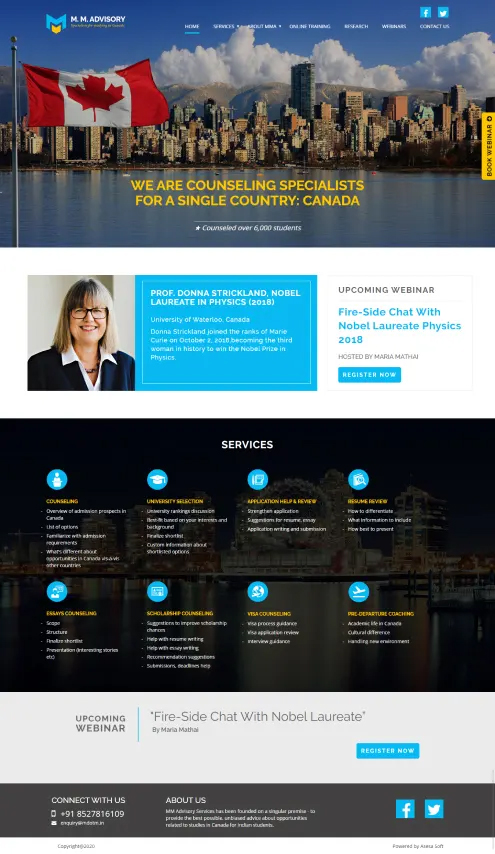 M. M. ADVISORY
HOME SERVICES ABOUT MMA ONLINE TRAINING RESEARCH WEBINARS CONTACT US
BOOK WEBINAR
WE ARE COUNSELING SPECIALISTS
FOR A SINGLE COUNTRY: CANADA
★ Counseled over 6,000 students
PROF. DONNA STRICKLAND, NOBEL
LAUREATE IN PHYSICS (2018)
University of Waterloo, Canada
Donna Strickland joined the ranks of Marie
Curie on October 2, 2018,becoming the third
woman in history to win the Nobel Prize in
Physics.
UPCOMING WEBINAR
Fire-Side Chat With
Nobel Laureate Physics
2018
HOSTED BY MARIA MATHAI
REGISTER NOW
SERVICES
COUNSELING
- Overview of admission prospects in
Canada
- List of options
- Familiarize with admission
requirements
- What's different about
opportunities in Canada vis-a-vis
other countries
UNIVERSITY SELECTION
- University rankings discussion
- Best-fit based on your interests and
background
- Finalize shortlist
- Custom information about
shortlisted options
APPLICATION HELP & REVIEW
- Strengthen application
- Suggestions for resume, essay
- Application writing and submission
RESUME REVIEW
- How to differentiate
- What information to include
- How best to present
ESSAYS COUNSELING
- Scope
- Structure
- Finalize shortlist
- Presentation (interesting stories
etc)
SCHOLARSHIP COUNSELING
- Suggestions to improve scholarship
chances
- Help with resume writing
- Help with essay writing
- Recommendation suggestions
- Submissions, deadlines help
VISA COUNSELING
- Visa process guidance
- Visa application review
- Interview guidance
PRE-DEPARTURE COACHING
- Academic life in Canada
- Cultural difference
- Handling new environment
UPCOMING
WEBINAR
"Fire-Side Chat With Nobel Laureate"
By Maria Mathai
REGISTER NOW
CONNECT WITH US
+91 8527816109
enquiry@mdstm.in
ABOUT US
MM Advisory Services has been founded on a singular premise - to
provide the best possible, unbiased advice about opportunities
related to studies in Canada for Indian students.
Copyright@2020
Powered by Aresa Soft